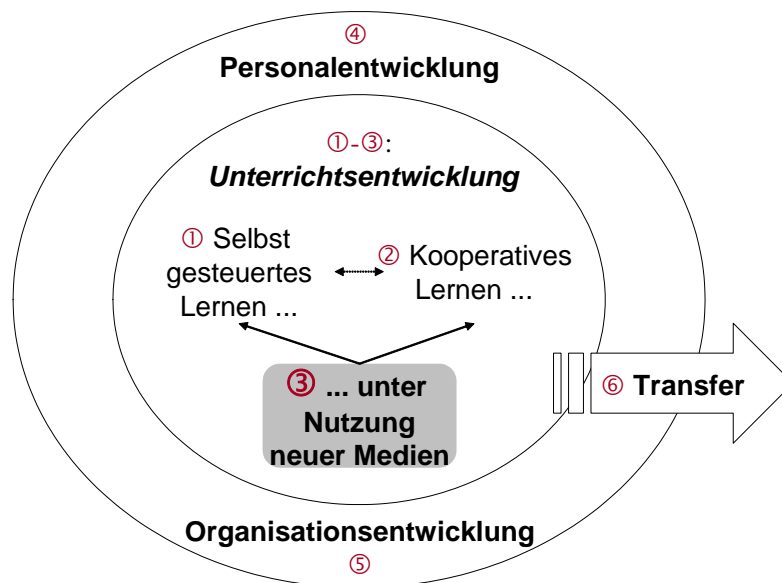 ④
Personalentwicklung
①-③:
Unterrichtsentwicklung
① Selbst
gesteuertes
Lernen ...
② Kooperatives
Lernen ...
③ ... unter
Nutzung
neuer Medien
⑥ Transfer
Organisationsentwicklung
⑤